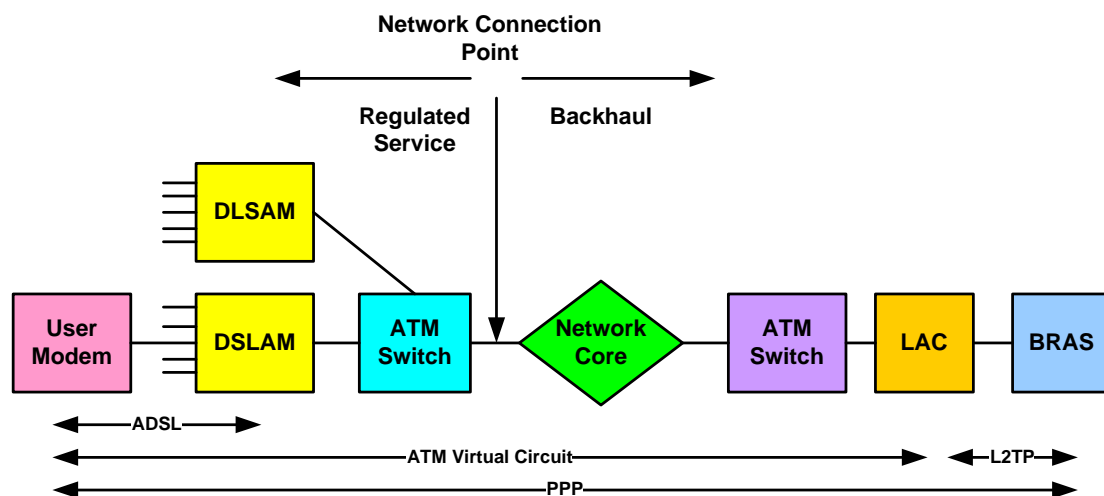 Network Connection
Point
Regulated
Service
Backhaul
DLSAM
User
Modem
DSLAM
ATM
Switch
Network
Core
ATM
Switch
LAC
BRAS
ADSL
ATM Virtual Circuit
L2TP
PPP